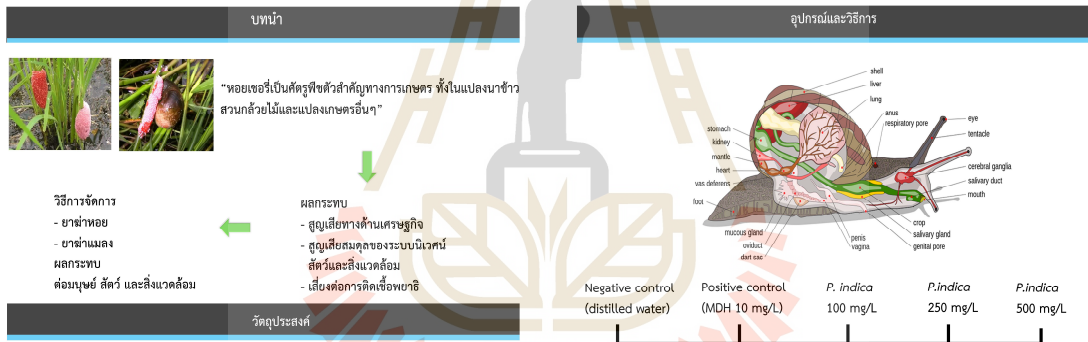 บทนำ
“หอยเชอรี่เป็นศัตรูพืชตัวสำคัญทางการเกษตร ทั้งในแปลงนาข้าว
สวนกล้วยไม้และแปลงเกษตรอื่นๆ”
ผลกระทบ
- สูญเสียทางด้านเศรษฐกิจ
- สูญเสียสมดุลของระบบนิเวศน์
สัตว์และสิ่งแวดล้อม
- เสี่ยงต่อการติดเชื้อพยาธิ
วิธีการจัดการ
- ยาฆ่าหอย
- ยาฆ่าแมลง
ผลกระทบ
ต่อมนุษย์ สัตว์ และสิ่งแวดล้อม
วัตถุประสงค์
อุปกรณ์และวิธีการ
shell
liver
lung
anus
respiratory pore
eye
tentacle
cerebral ganglia
salivary duct
mouth
crop
salivary gland
genital pore
penis
vagina
stomach
kidney
mantle
heart
vas deferens
foot
mucous gland
oviduct
dart sac
Negative control
(distilled water)
Positive control
(MDH 10 mg/L)
P. indica
100 mg/L
P.indica
250 mg/L
P.indica
500 mg/L